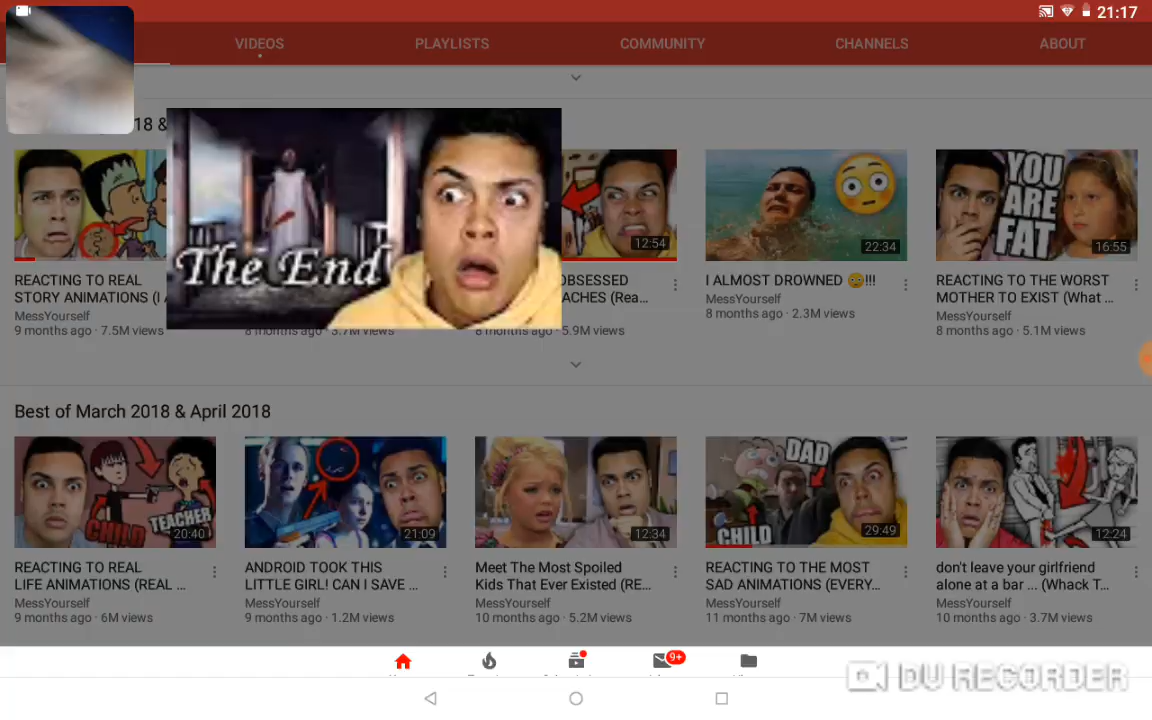 21:17
VIDEOS
PLAYLISTS
COMMUNITY
CHANNELS
ABOUT
18 &
The End
12:54
22:34
YOU
ARE
FAT
16:55
REACTING TO REAL
STORY ANIMATIONS (I
MessYourself
9 months ago · 7.5M views
8 months ago · 3.7M views
OBSESSED
ACHES (Rea...
8 months ago · 5.9M views
I ALMOST DROWNED 😳!!!
MessYourself
8 months ago · 2.3M views
REACTING TO THE WORST
MOTHER TO EXIST (What ...
MessYourself
8 months ago · 5.1M views
Best of March 2018 & April 2018
CHILD
TEACHER
20:40
21:09
12:34
DAD
CHILD
29:49
12:24
REACTING TO REAL
LIFE ANIMATIONS (REAL ...
MessYourself
9 months ago · 6M views
ANDROID TOOK THIS
LITTLE GIRL! CAN I SAVE ...
MessYourself
9 months ago · 1.2M views
Meet The Most Spoiled
Kids That Ever Existed (RE...
MessYourself
10 months ago · 5.2M views
REACTING TO THE MOST
SAD ANIMATIONS (EVERY...
MessYourself
11 months ago · 7M views
don't leave your girlfriend
alone at a bar ... (Whack T...
MessYourself
10 months ago · 3.7M views
9+
DU RECORDER